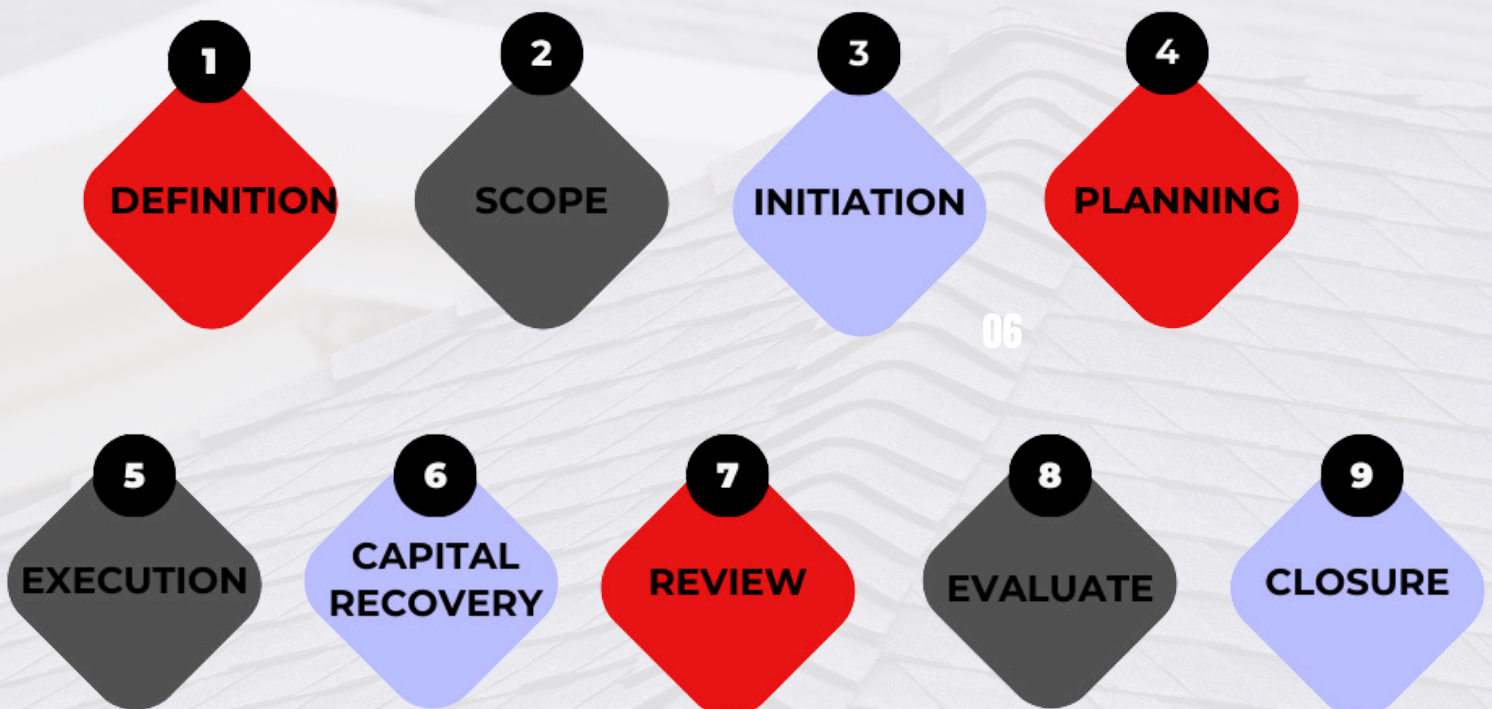 1
DEFINITION
2
SCOPE
3
INITIATION
4
PLANNING
06
5
EXECUTION
6
CAPITAL
RECOVERY
7
REVIEW
8
EVALUATE
9
CLOSURE